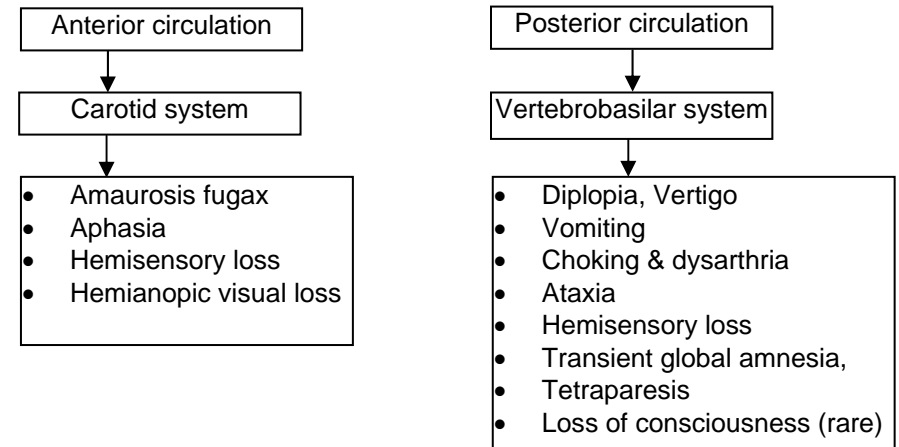 Anterior circulation
Carotid system
• Amaurosis fugax
• Aphasia
• Hemisensory loss
• Hemianopic visual loss
Posterior circulation
Vertebrobasilar system
• Diplopia, Vertigo
• Vomiting
• Choking & dysarthria
• Ataxia
• Hemisensory loss
• Transient global amnesia,
• Tetraparesis
• Loss of consciousness (rare)